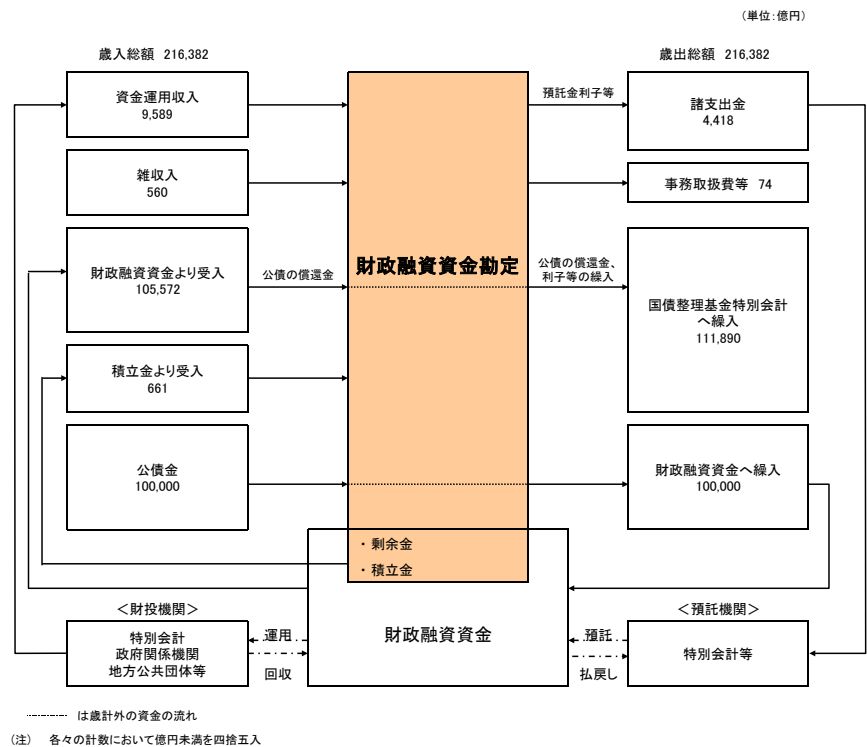 （単位：億円）
歳入総額 216,382
歳出総額 216,382
資金運用収入
9,589
預託金利子等
諸支出金
4,418
雑収入
560
事務取扱費等 74
財政融資資金勘定
財政融資資金より受入
105,572
公債の償還金
公債の償還金、
利子等の繰入
国債整理基金特別会計
へ繰入
111,890
積立金より受入
661
公債金
100,000
財政融資資金へ繰入
100,000
・ 剰余金
・ 積立金
＜財投機関＞
＜預託機関＞
特別会計
政府関係機関
地方公共団体等
運用
回収
財政融資資金
預託
払戻し
特別会計等
は歳計外の資金の流れ
（注） 各々の計数において億円未満を四捨五入